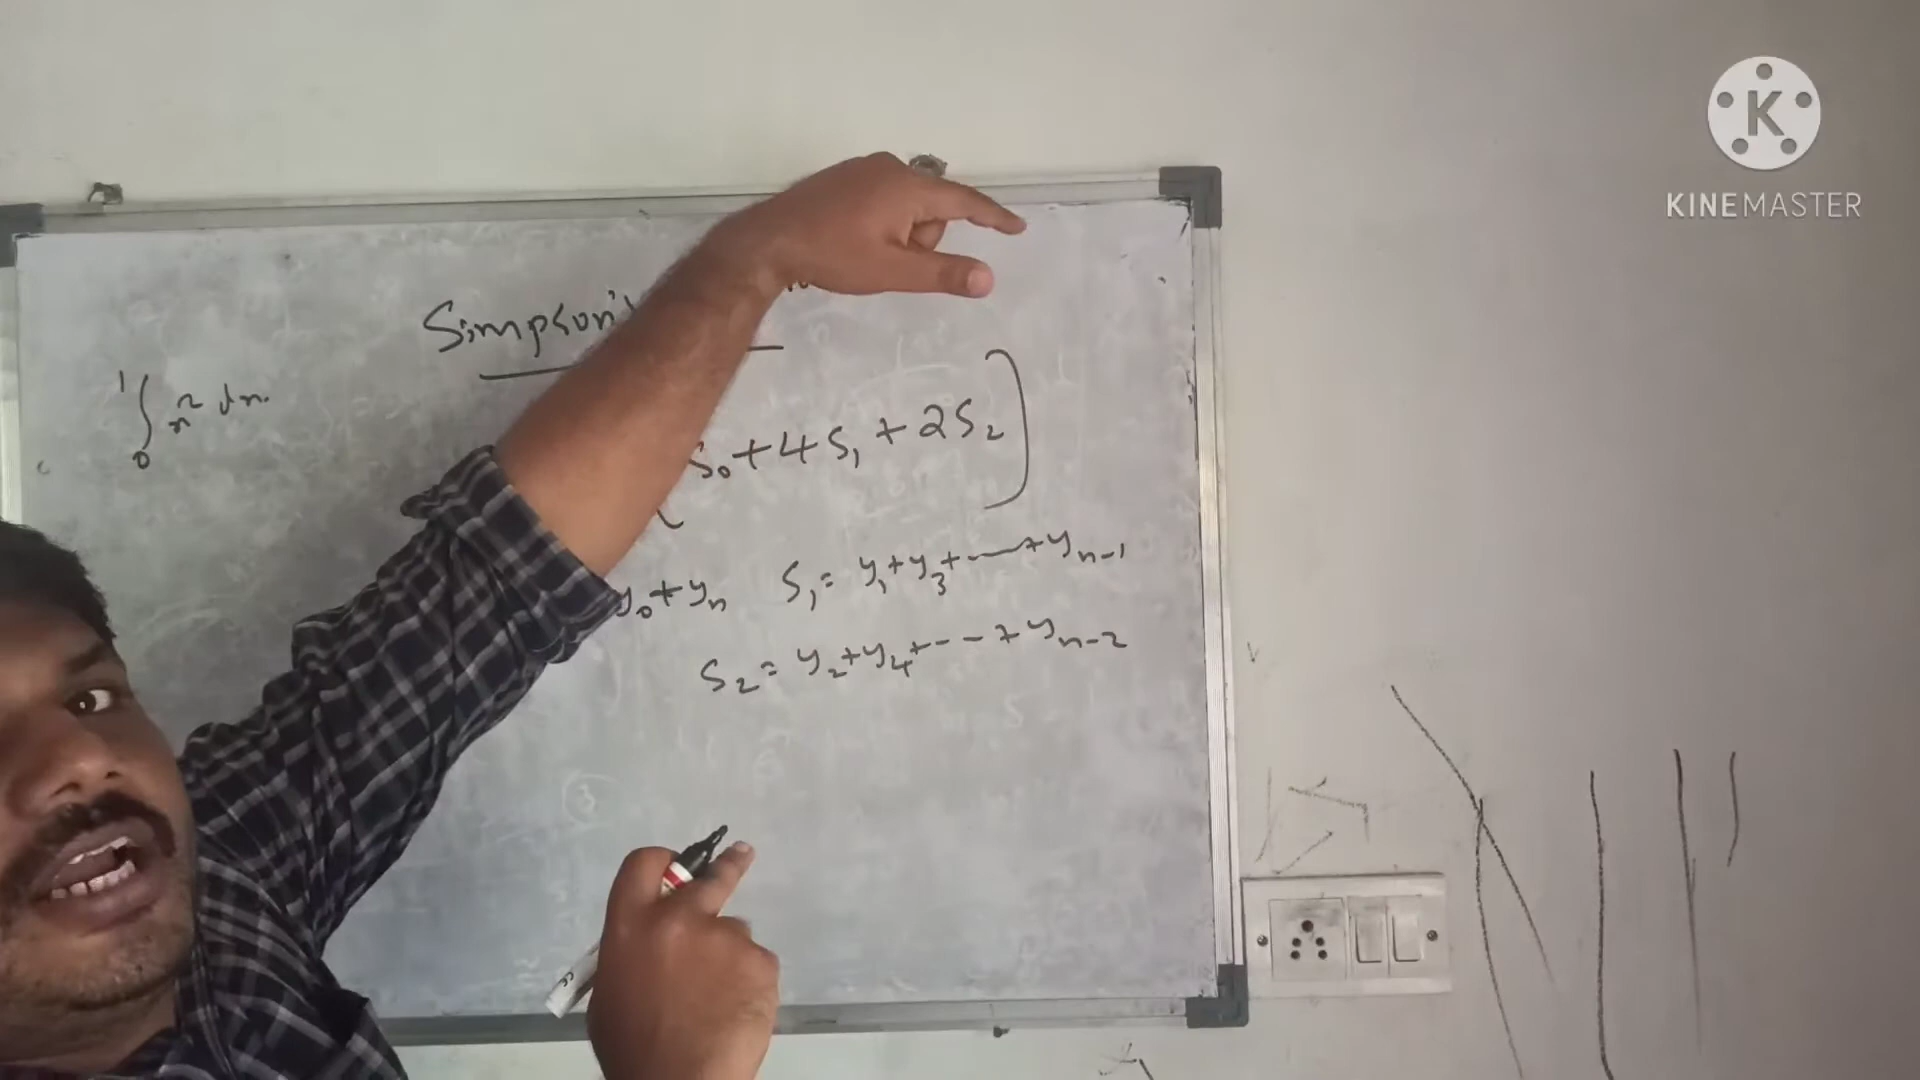 Simpson's
∫₀¹ x² dx.
S₀ + 4S₁ + 2S₂ ]
y₀ + yₙ S₁ = y₁ + y₃ + ---- + yₙ₋₁
S₂ = y₂ + y₄ + --- + yₙ₋₂
K
KINEMASTER